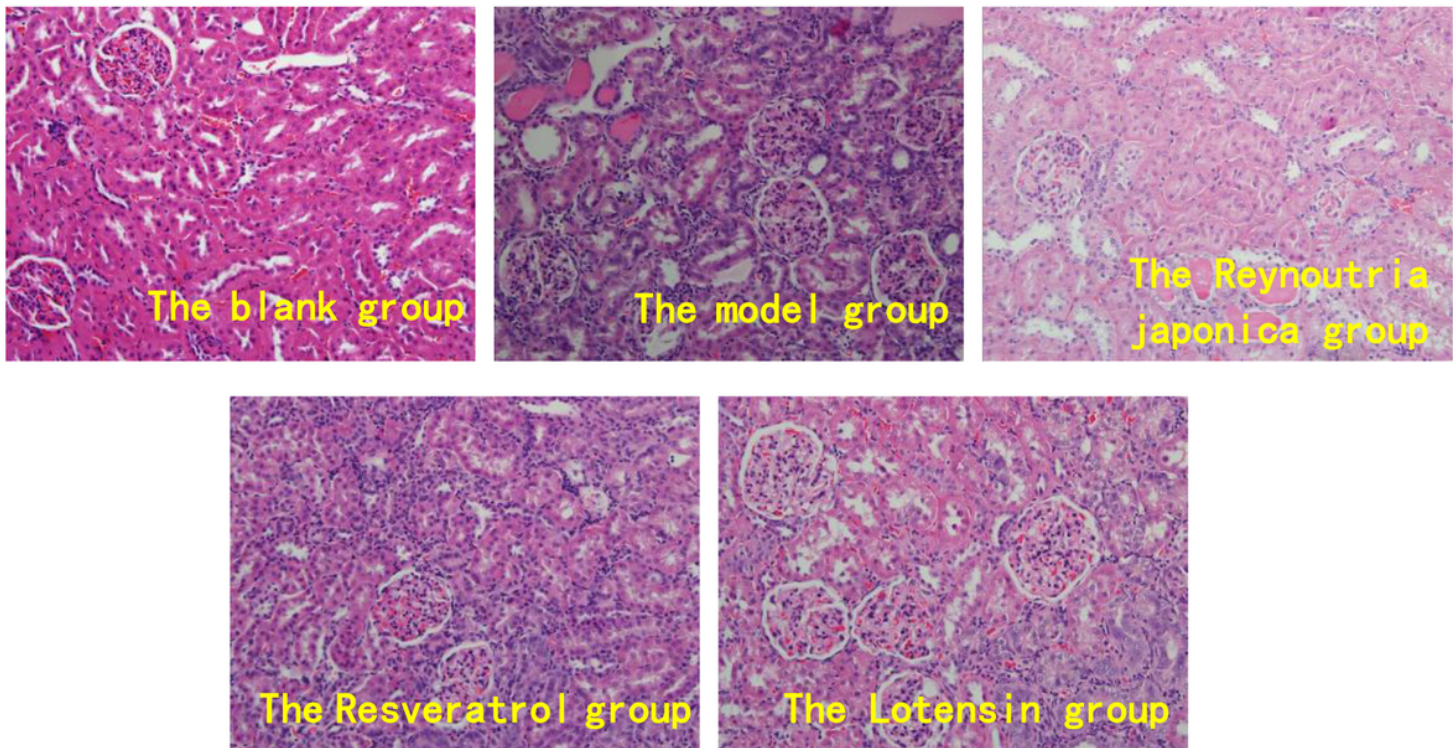 The blank group
The model group
The Reynoutria
japonica group
The Resveratrol group
The Lotensin group